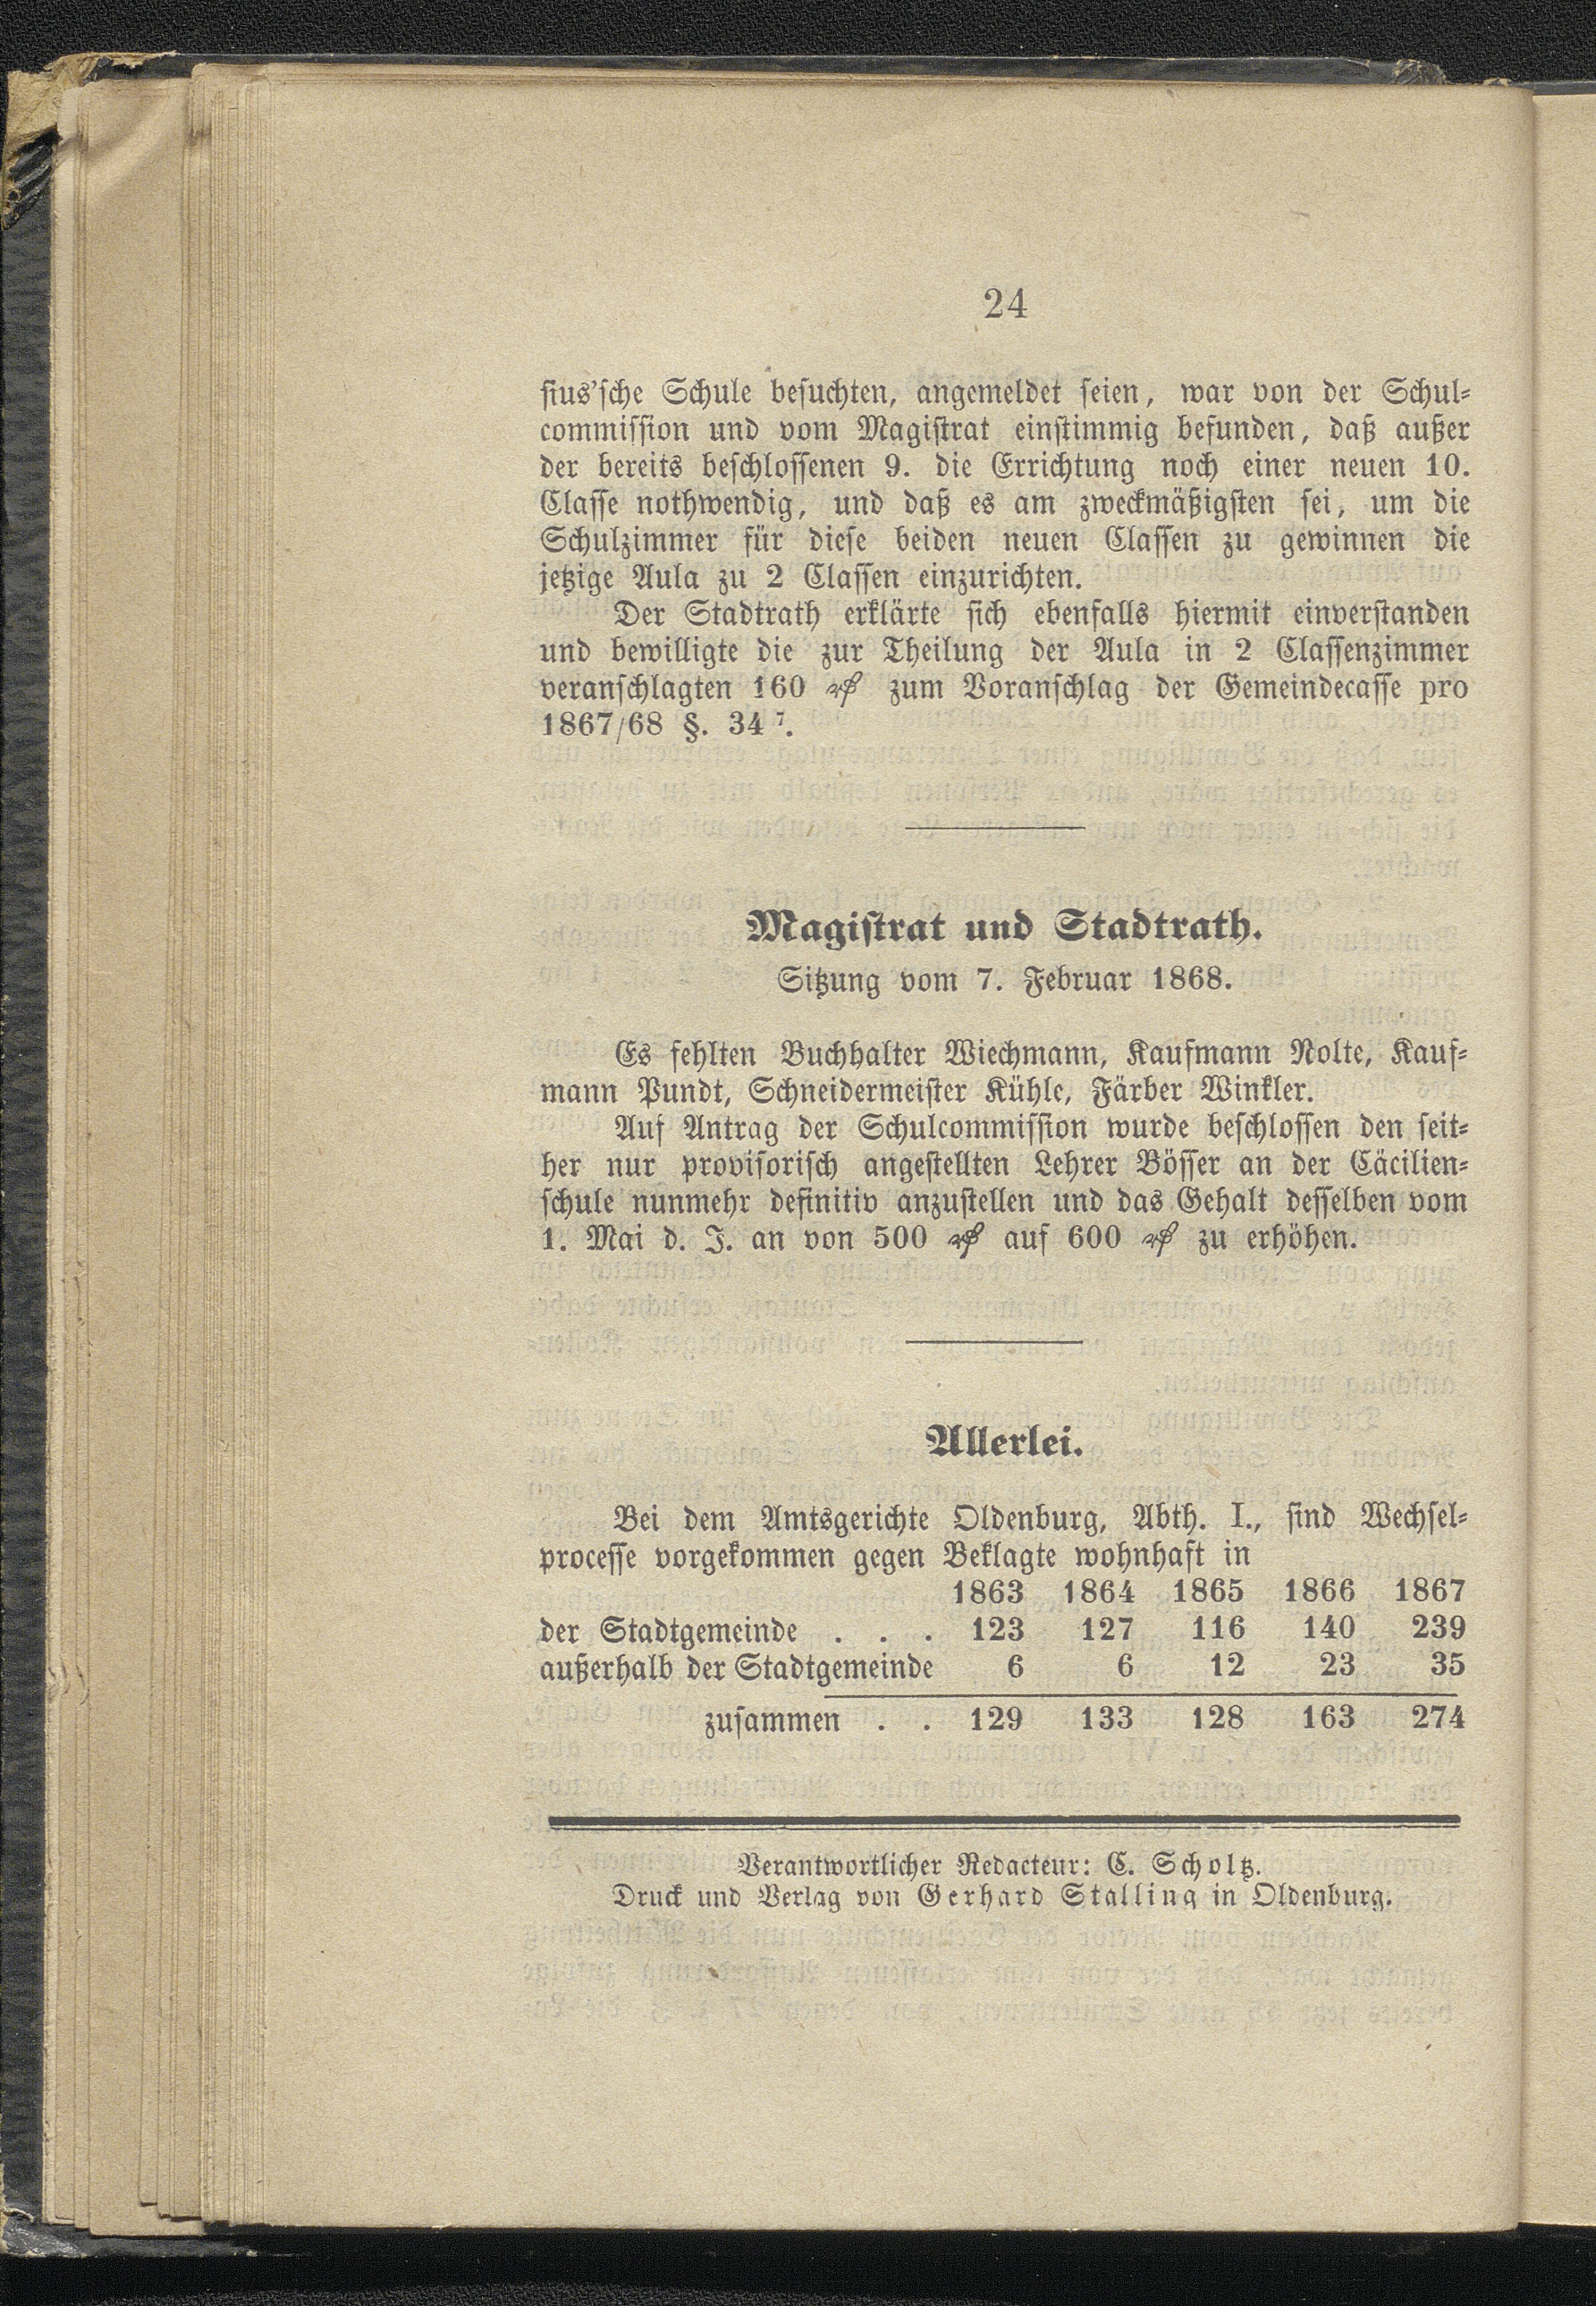 24
sius'sche Schule besuchten, angemeldet seien, war von der Schul-
commission und vom Magistrat einstimmig befunden, daß außer
der bereits beschlossenen 9. die Errichtung noch einer neuen 10.
Classe nothwendig, und daß es am zweckmäßigsten sei, um die
Schulzimmer für diese beiden neuen Classen zu gewinnen die
jetzige Aula zu 2 Classen einzurichten.
Der Stadtrath erklärte sich ebenfalls hiermit einverstanden
und bewilligte die zur Theilung der Aula in 2 Classenzimmer
veranschlagten 160 ₰ zum Voranschlag der Gemeindecasse pro
1867/68 §. 34 ⁷.
Magistrat und Stadtrath.
Sitzung vom 7. Februar 1868.
Es fehlten Buchhalter Wiechmann, Kaufmann Nolte, Kauf-
mann Pundt, Schneidermeister Kühle, Färber Winkler.
Auf Antrag der Schulcommission wurde beschlossen den seit-
her nur provisorisch angestellten Lehrer Bösser an der Cäcilien-
schule nunmehr definitiv anzustellen und das Gehalt desselben vom
1. Mai d. J. an von 500 ₰ auf 600 ₰ zu erhöhen.
Allerlei.
Bei dem Amtsgerichte Oldenburg, Abth. I., sind Wechsel-
processe vorgekommen gegen Beklagte wohnhaft in
1863 1864 1865 1866 1867
der Stadtgemeinde . . . 123 127 116 140 239
außerhalb der Stadtgemeinde 6 6 12 23 35
zusammen . . 129 133 128 163 274
Verantwortlicher Redacteur: C. Scholtz.
Druck und Verlag von Gerhard Stalling in Oldenburg.